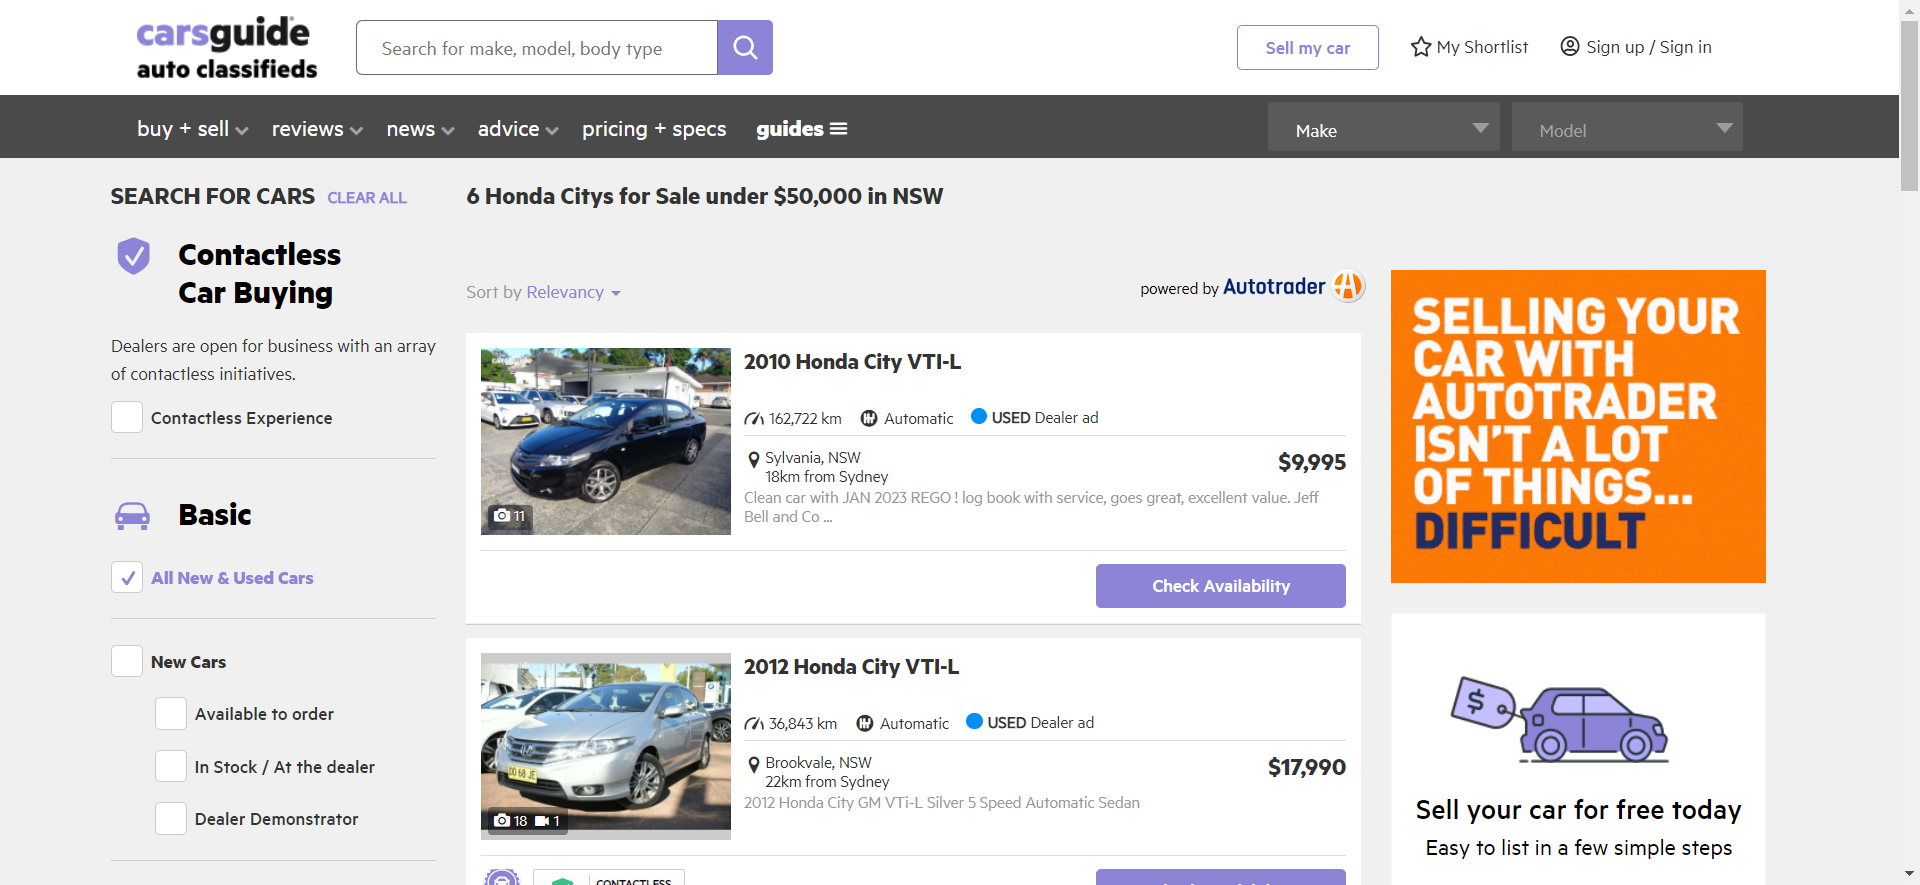 carsguide
auto classifieds
Search for make, model, body type
Sell my car
My Shortlist
Sign up / Sign in
buy + sell
reviews
news
advice
pricing + specs
guides
Make
Model
SEARCH FOR CARS
CLEAR ALL
6 Honda Citys for Sale under $50,000 in NSW
Contactless
Car Buying
Dealers are open for business with an array
of contactless initiatives.
Contactless Experience
Basic
All New & Used Cars
New Cars
Available to order
In Stock / At the dealer
Dealer Demonstrator
Sort by Relevancy
powered by Autotrader
2010 Honda City VTI-L
162,722 km
Automatic
USED Dealer ad
Sylvania, NSW
18km from Sydney
$9,995
Clean car with JAN 2023 REGO ! log book with service, goes great, excellent value. Jeff
Bell and Co ...
11
Check Availability
2012 Honda City VTI-L
36,843 km
Automatic
USED Dealer ad
Brookvale, NSW
22km from Sydney
$17,990
2012 Honda City GM VTi-L Silver 5 Speed Automatic Sedan
18
1
CONTACTLESS
SELLING YOUR
CAR WITH
AUTOTRADER
ISN'T A LOT
OF THINGS...
DIFFICULT
$
Sell your car for free today
Easy to list in a few simple steps